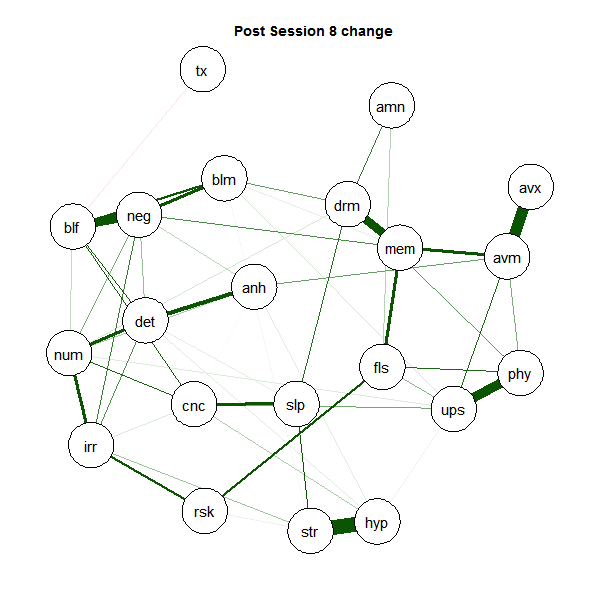 Post Session 8 change
tx
amn
blm
avx
drm
neg
blf
mem
avm
anh
det
num
fls
phy
cnc
slp
ups
irr
rsk
hyp
str